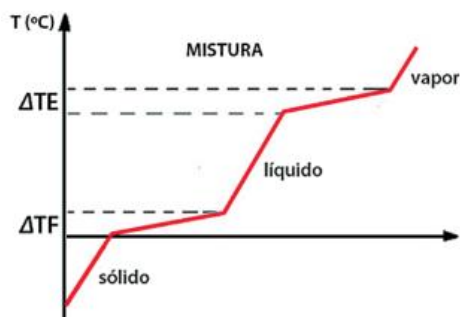 T (ºC)
MISTURA
vapor
ΔTE
líquido
ΔTF
sólido